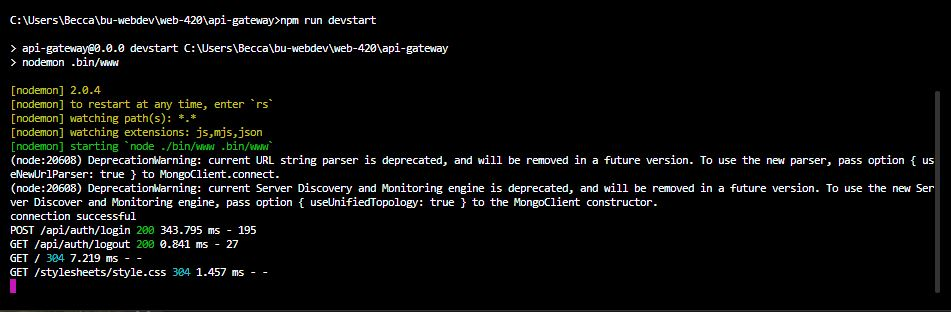 C:\Users\Becca\bu-webdev\web-420\api-gateway>npm run devstart
> api-gateway@0.0.0 devstart C:\Users\Becca\bu-webdev\web-420\api-gateway
> nodemon .bin/www
[nodemon] 2.0.4
[nodemon] to restart at any time, enter `rs`
[nodemon] watching path(s): *.*
[nodemon] watching extensions: js,mjs,json
[nodemon] starting `node ./bin/www .bin/www`
(node:20608) DeprecationWarning: current URL string parser is deprecated, and will be removed in a future version. To use the new parser, pass option { us
eNewUrlParser: true } to MongoClient.connect.
(node:20608) DeprecationWarning: current Server Discovery and Monitoring engine is deprecated, and will be removed in a future version. To use the new Ser
ver Discover and Monitoring engine, pass option { useUnifiedTopology: true } to the MongoClient constructor.
connection successful
POST /api/auth/login 200 343.795 ms - 195
GET /api/auth/logout 200 0.841 ms - 27
GET / 304 7.219 ms - -
GET /stylesheets/style.css 304 1.457 ms - -